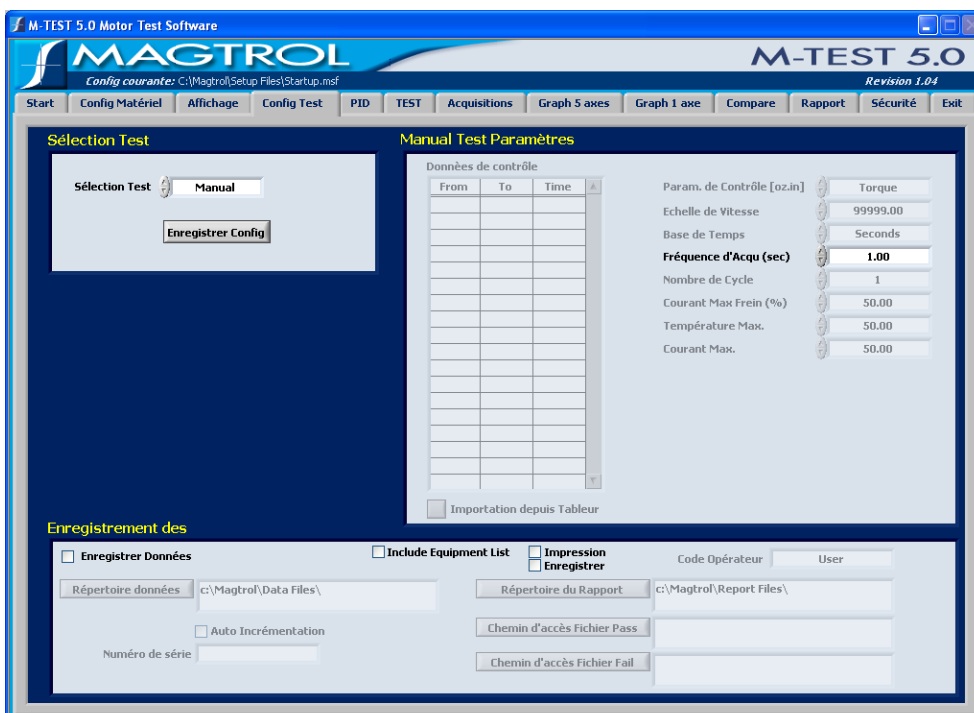 M-TEST 5.0 Motor Test Software
MAGTROL
M-TEST 5.0
Config courante: C:\Magtrol\Setup Files\Startup.msf
Revision 1.04
Start Config Matériel Affichage Config Test PID TEST Acquisitions Graph 5 axes Graph 1 axe Compare Rapport Sécurité Exit
Sélection Test
Sélection Test Manual
Enregistrer Config
Manual Test Paramètres
Donnèes de contrôle
From To Time
Importation depuis Tableur
Param. de Contrôle [oz.in] Torque
Echelle de Vitesse 99999.00
Base de Temps Seconds
Fréquence d'Acqu (sec) 1.00
Nombre de Cycle 1
Courant Max Frein (%) 50.00
Température Max. 50.00
Courant Max. 50.00
Enregistrement des
Enregistrer Données
Include Equipment List
Impression
Enregistrer
Code Opérateur User
Répertoire données c:\Magtrol\Data Files\
Répertoire du Rapport c:\Magtrol\Report Files\
Auto Incrémentation
Chemin d'accès Fichier Pass
Numéro de série
Chemin d'accès Fichier Fail